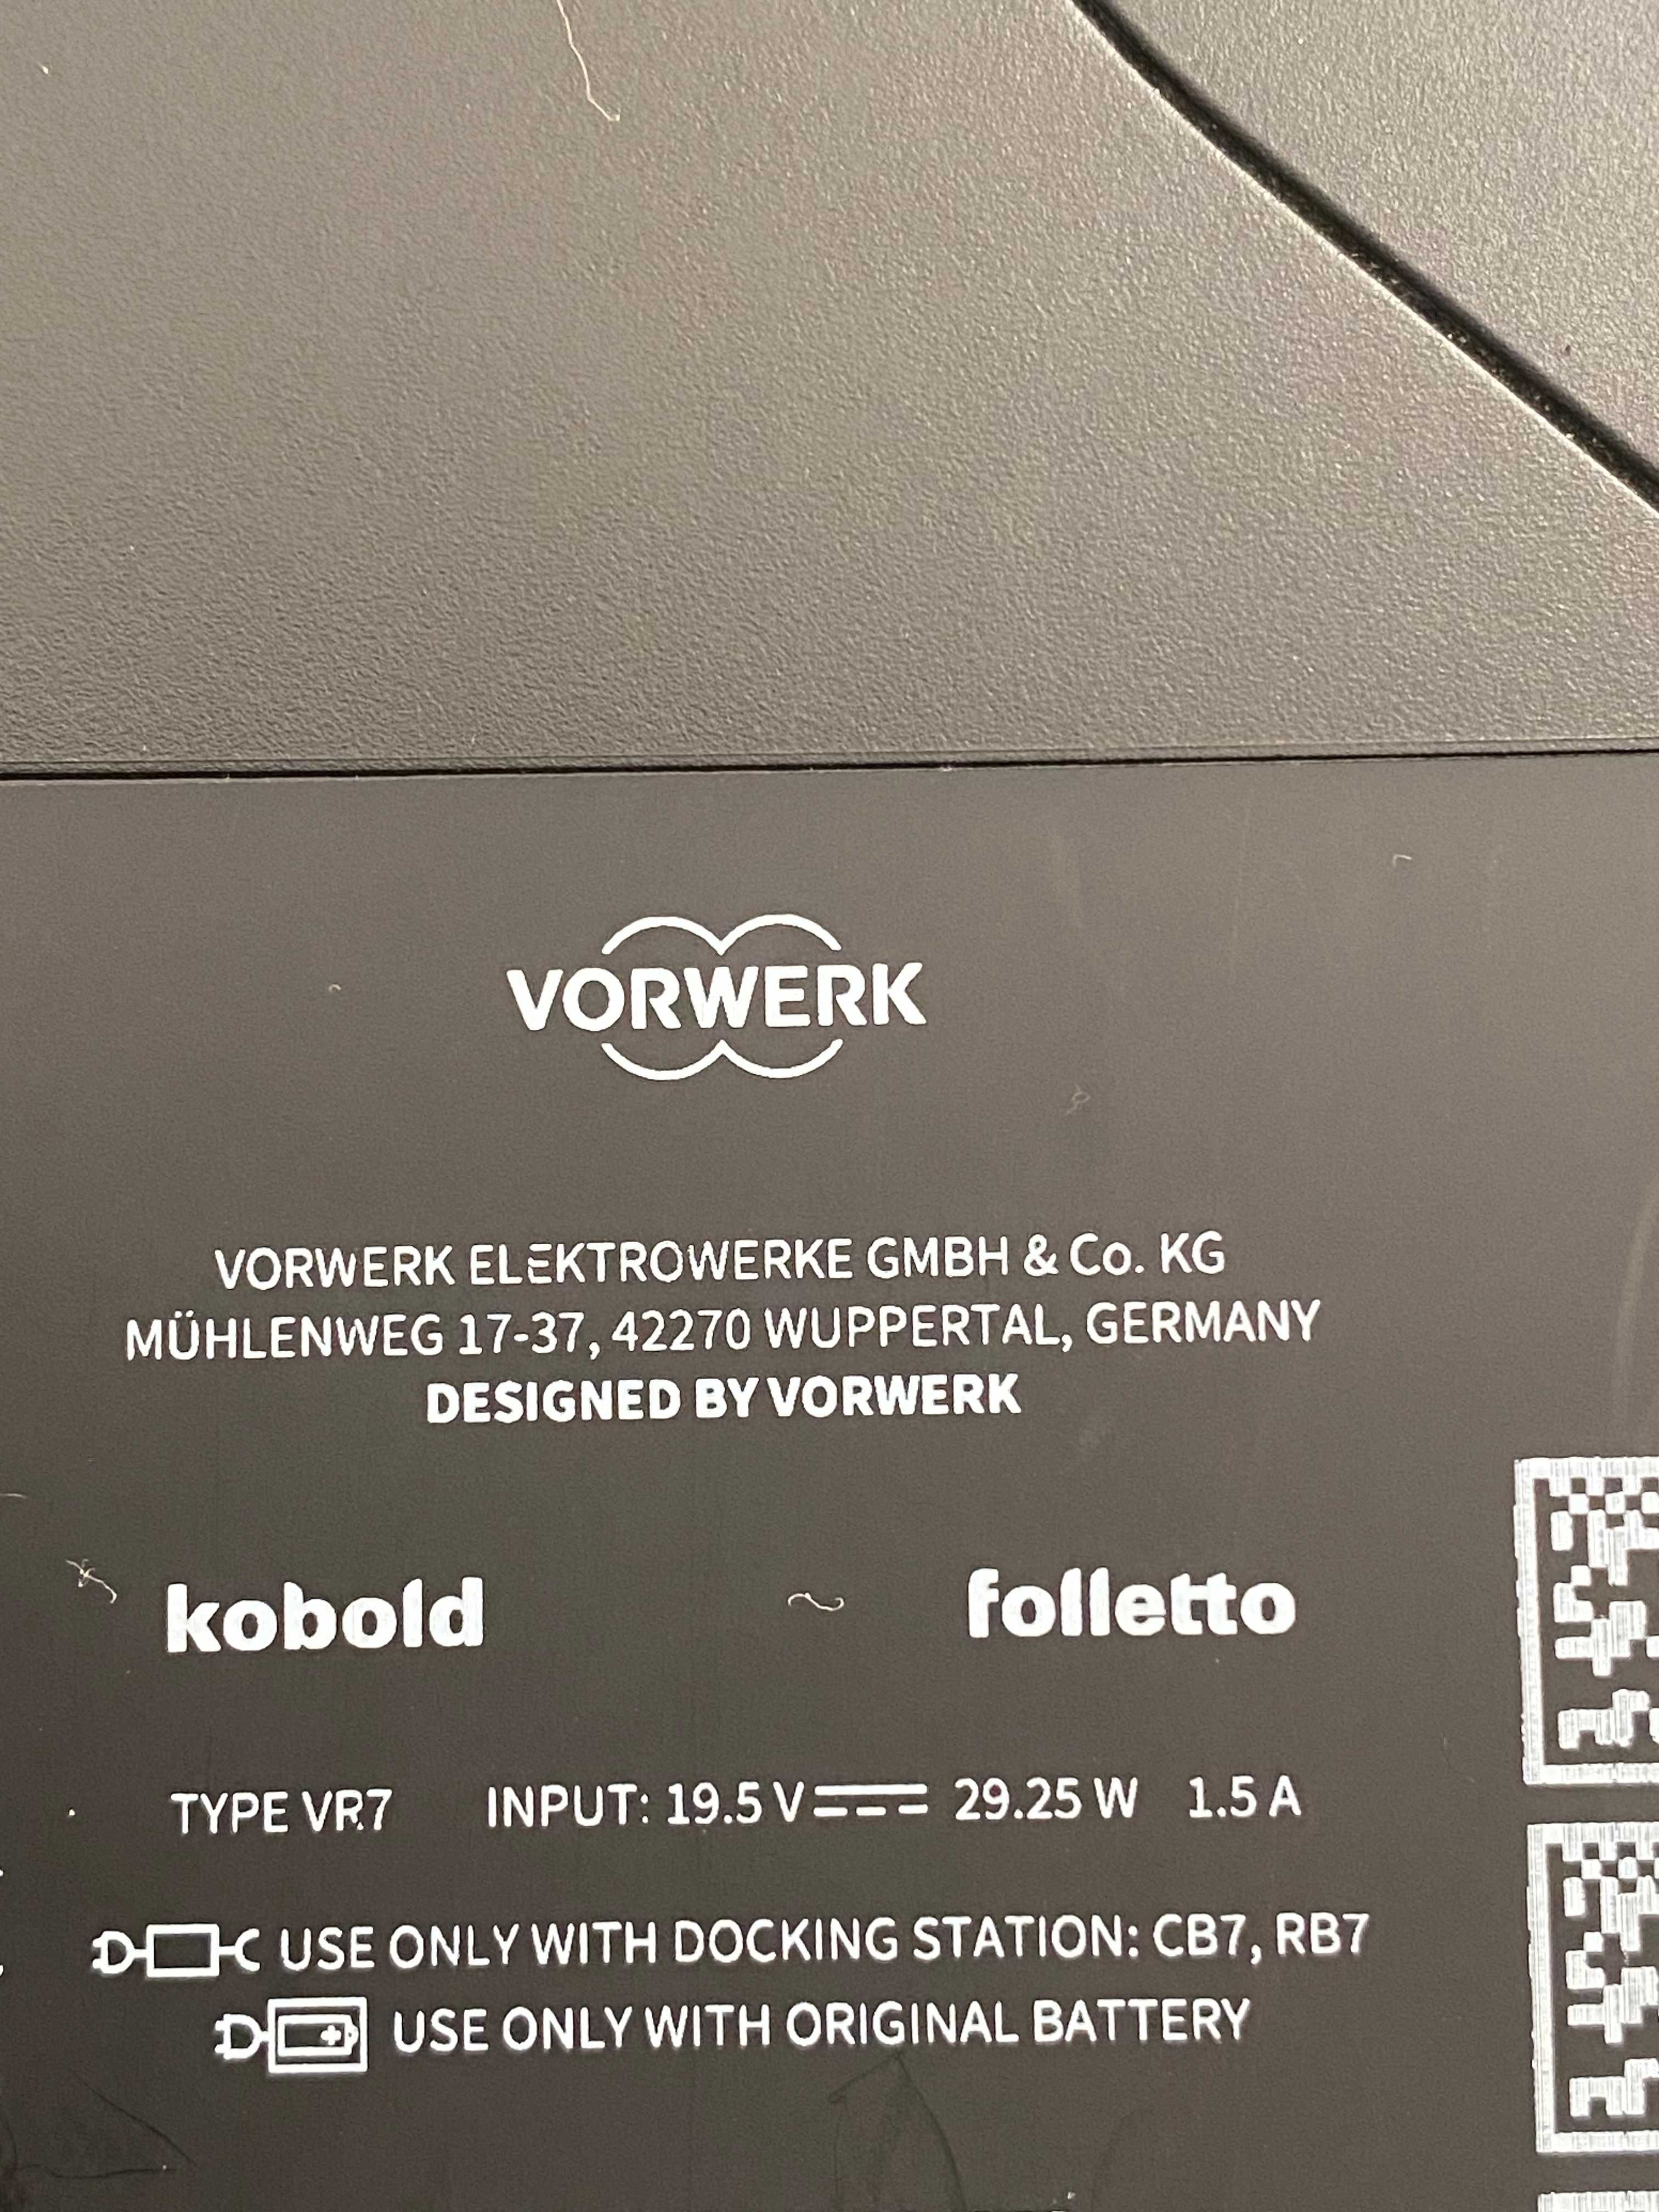 VORWERK
VORWERK ELEKTROWERKE GMBH & Co. KG
MÜHLENWEG 17-37, 42270 WUPPERTAL, GERMANY
DESIGNED BY VORWERK
kobold folletto
TYPE VR7 INPUT: 19.5 V⎓ 29.25 W 1.5 A
USE ONLY WITH DOCKING STATION: CB7, RB7
USE ONLY WITH ORIGINAL BATTERY